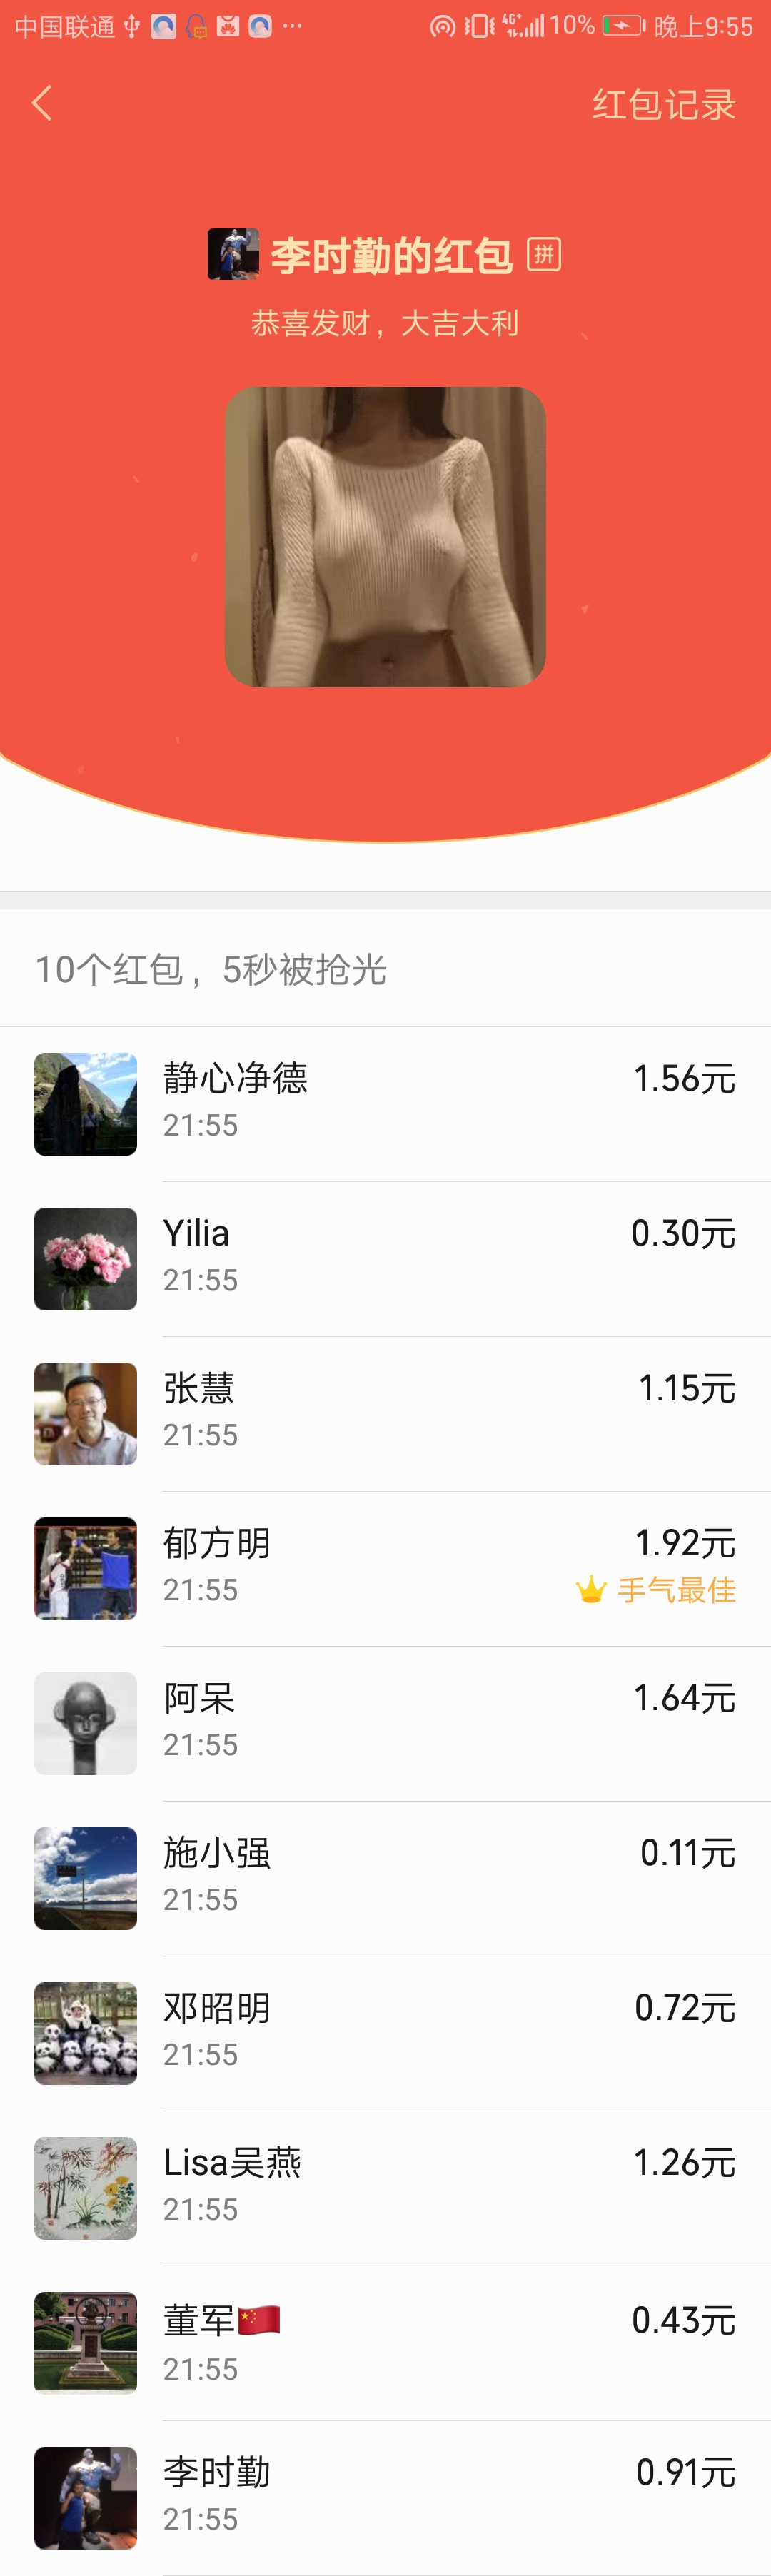 中国联通 4G+ 10% 晚上9:55
红包记录
李时勤的红包 拼
恭喜发财，大吉大利
10个红包，5秒被抢光
静心净德 1.56元
21:55
Yilia 0.30元
21:55
张慧 1.15元
21:55
郁方明 1.92元
21:55 手气最佳
阿呆 1.64元
21:55
施小强 0.11元
21:55
邓昭明 0.72元
21:55
Lisa吴燕 1.26元
21:55
董军🇨🇳 0.43元
21:55
李时勤 0.91元
21:55